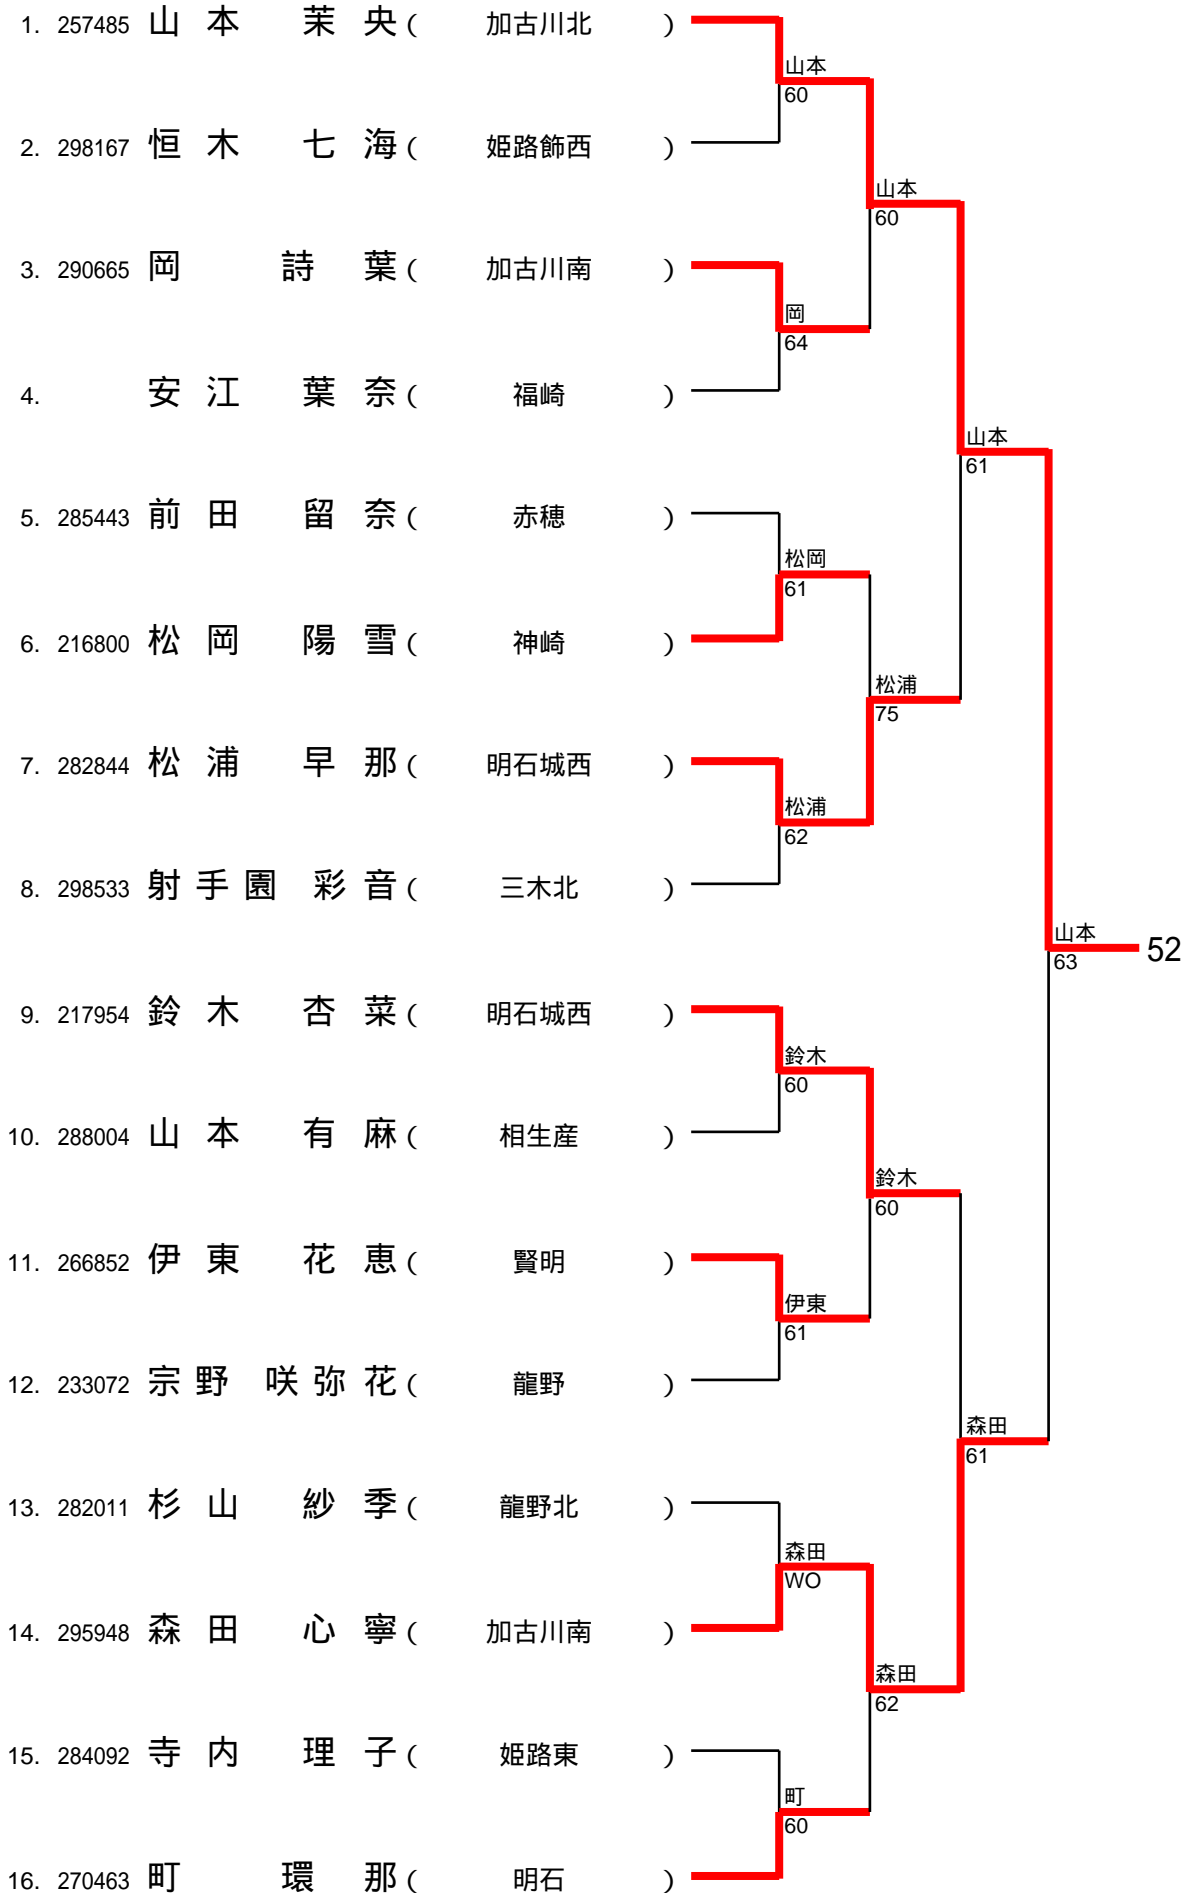 1. 257485 山本 茉央 ( 加古川北 )
山本
60
2. 298167 恒木 七海 ( 姫路飾西 )
山本
60
3. 290665 岡 詩葉 ( 加古川南 )
岡
64
4. 安江 葉奈 ( 福崎 )
山本
61
5. 285443 前田 留奈 ( 赤穂 )
松岡
61
6. 216800 松岡 陽雪 ( 神崎 )
松浦
75
7. 282844 松浦 早那 ( 明石城西 )
松浦
62
8. 298533 射手園 彩音 ( 三木北 )
山本
63
52
9. 217954 鈴木 杏菜 ( 明石城西 )
鈴木
60
10. 288004 山本 有麻 ( 相生産 )
鈴木
60
11. 266852 伊東 花恵 ( 賢明 )
伊東
61
12. 233072 宗野 咲弥花 ( 龍野 )
森田
61
13. 282011 杉山 紗季 ( 龍野北 )
森田
WO
14. 295948 森田 心寧 ( 加古川南 )
森田
62
15. 284092 寺内 理子 ( 姫路東 )
町
60
16. 270463 町 環那 ( 明石 )